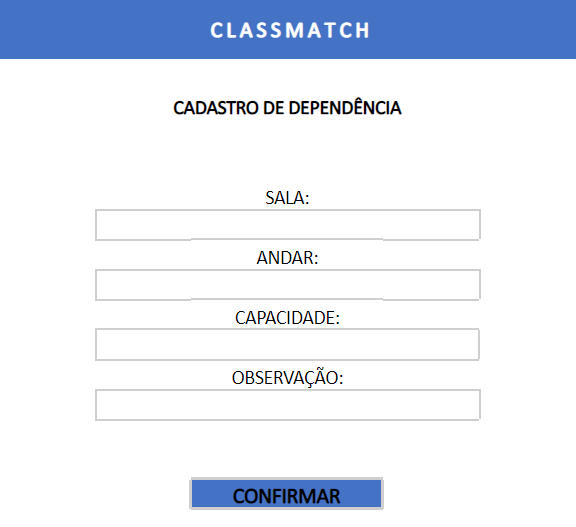 CLASSMATCH
CADASTRO DE DEPENDÊNCIA
SALA:
ANDAR:
CAPACIDADE:
OBSERVAÇÃO:
CONFIRMAR